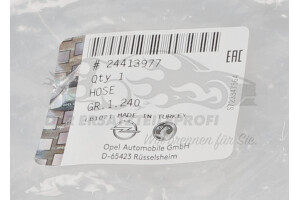 # 24413977
Qty 1
HOSE
GR.1.240
MADE IN TURKEY
Opel Automobile GmbH
D-65423 Rüsselsheim
EAC